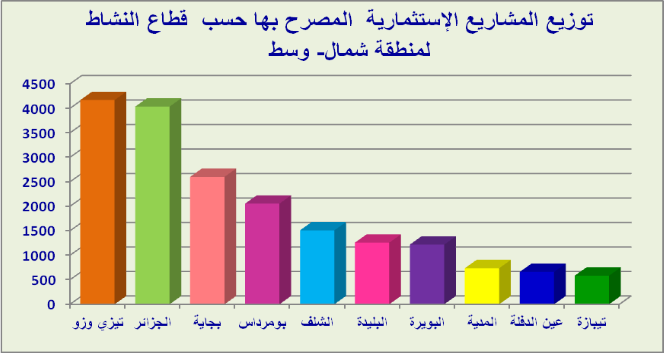 توزيع المشاريع الإستثمارية المصرح بها حسب قطاع النشاط
لمنطقة شمال- وسط
4500
4000
3500
3000
2500
2000
1500
1000
500
0
تيزي وزو
الجزائر
بجاية
بومرداس
الشلف
البليدة
البويرة
المدية
عين الدفلة
تيبازة